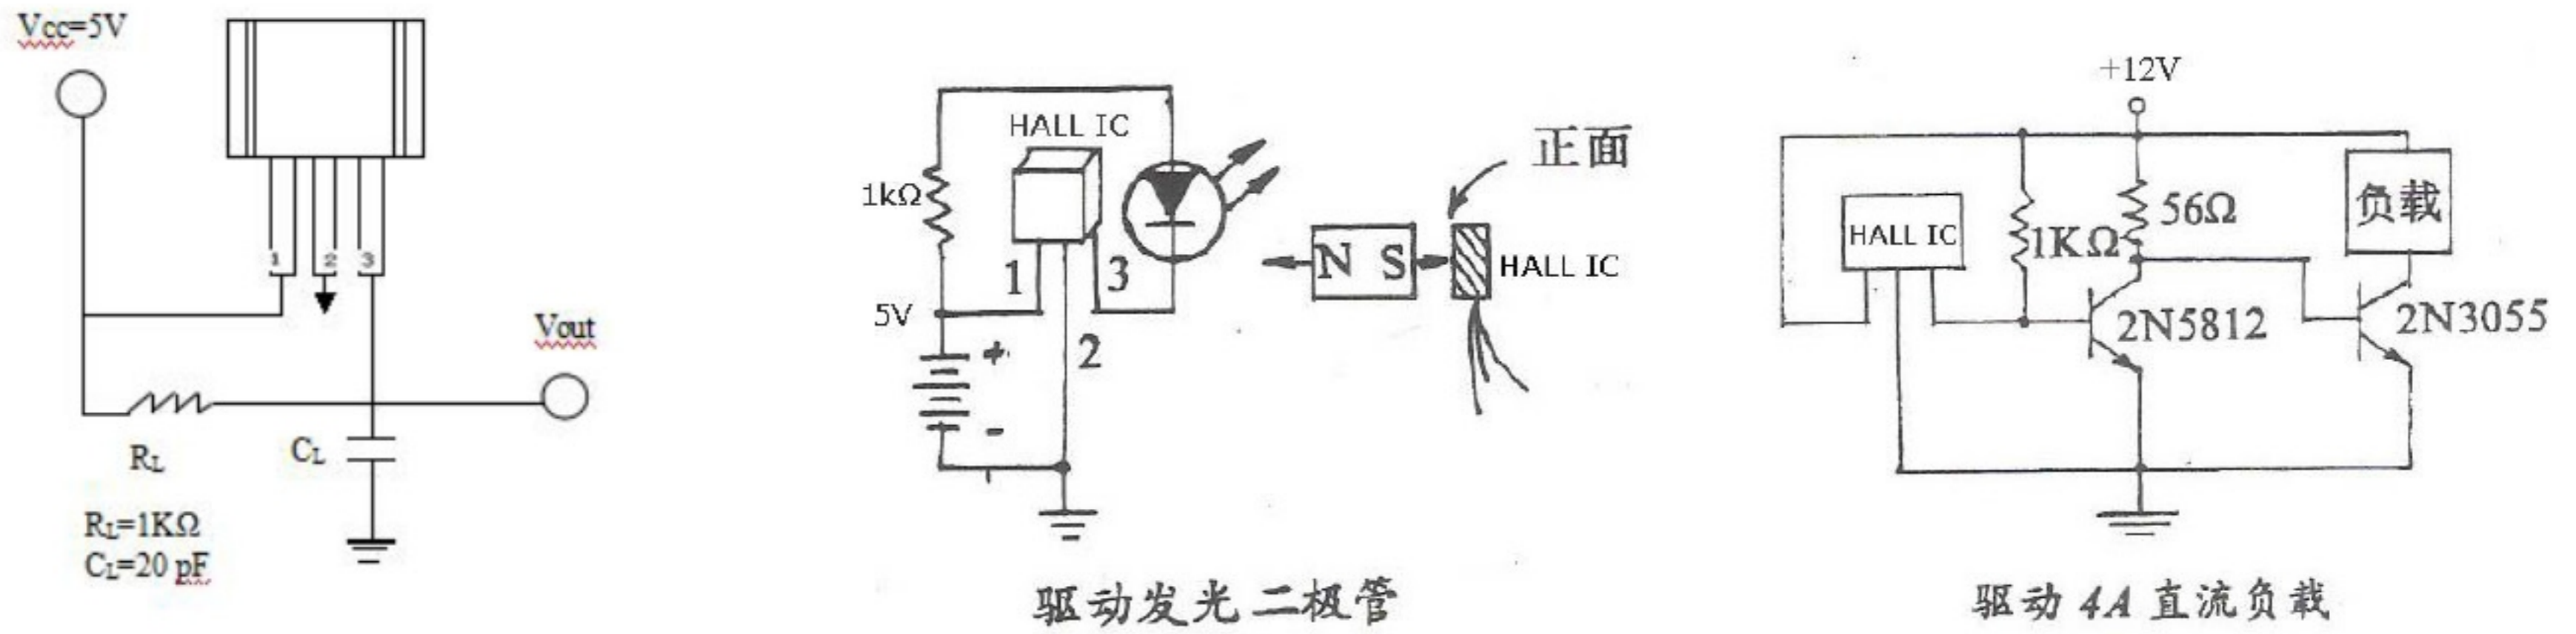 Vcc=5V
1 2 3
Vout
RL
CL
RL=1KΩ
CL=20 pF
HALL IC
1kΩ
1
3
5V
2
+
-
正面
N S
HALL IC
驱动发光二极管
+12V
HALL IC
1KΩ
56Ω
负载
2N5812
2N3055
驱动4A直流负载